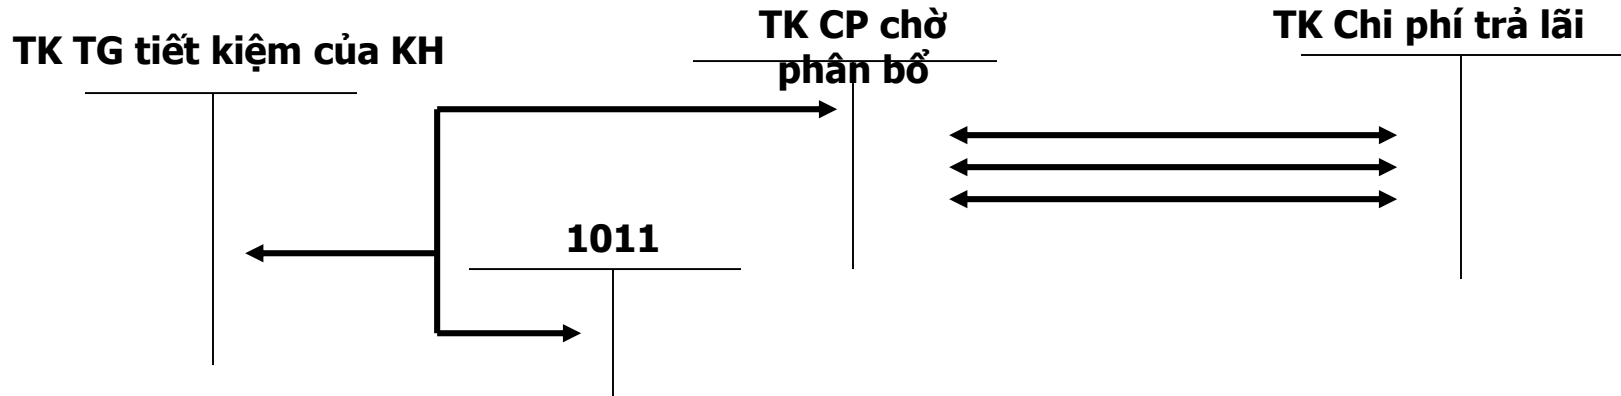 TK TG tiết kiệm của KH
TK CP chờ
phân bổ
TK Chi phí trả lãi
1011